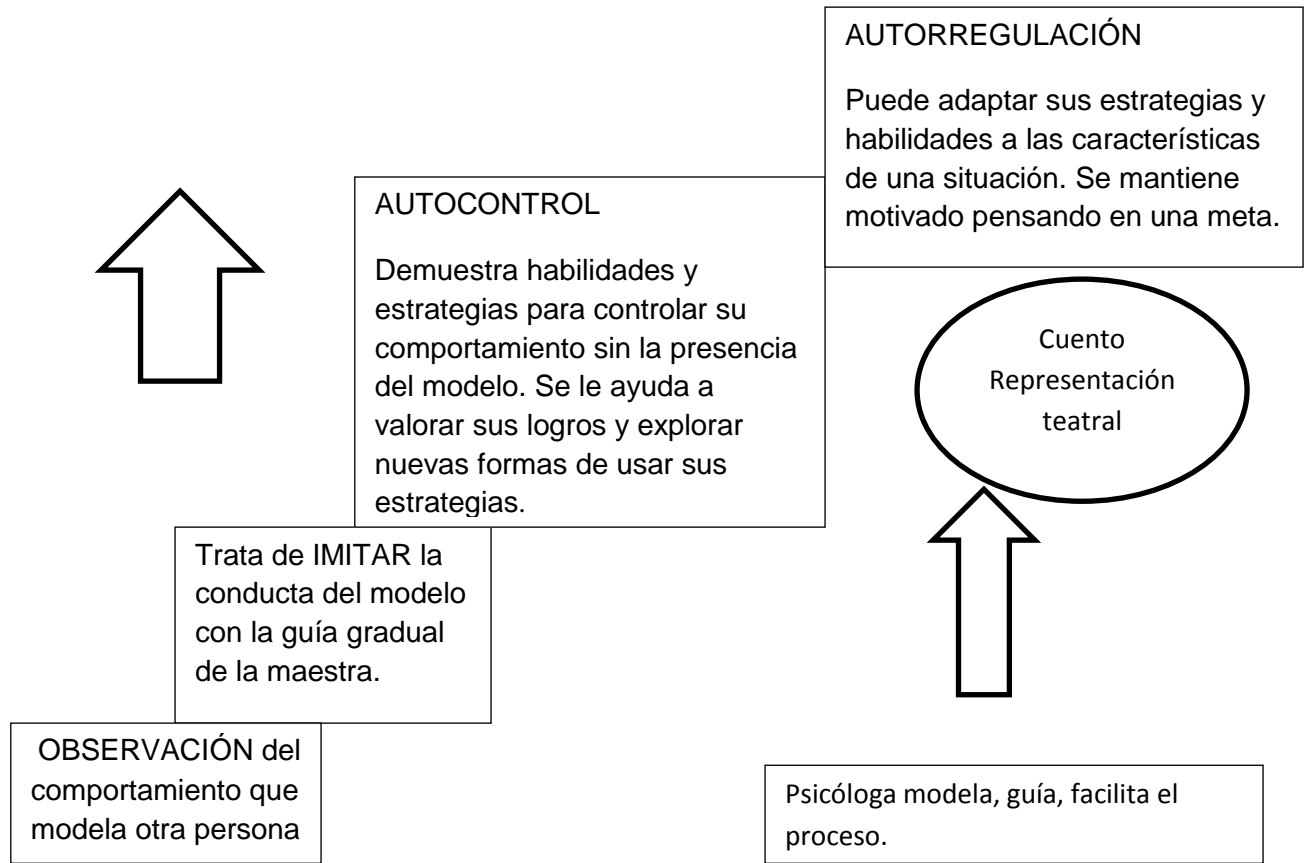 AUTORREGULACIÓN
Puede adaptar sus estrategias y
habilidades a las características
de una situación. Se mantiene
motivado pensando en una meta.
AUTOCONTROL
Demuestra habilidades y
estrategias para controlar su
comportamiento sin la presencia
del modelo. Se le ayuda a
valorar sus logros y explorar
nuevas formas de usar sus
estrategias.
Cuento
Representación
teatral
Trata de IMITAR la
conducta del modelo
con la guía gradual
de la maestra.
OBSERVACIÓN del
comportamiento que
modela otra persona
Psicóloga modela, guía, facilita el
proceso.